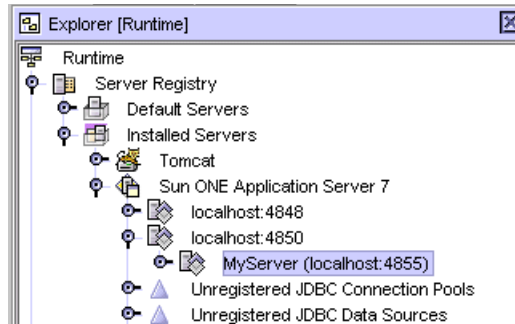 Explorer [Runtime]
Runtime
Server Registry
Default Servers
Installed Servers
Tomcat
Sun ONE Application Server 7
localhost:4848
localhost:4850
MyServer (localhost:4855)
Unregistered JDBC Connection Pools
Unregistered JDBC Data Sources